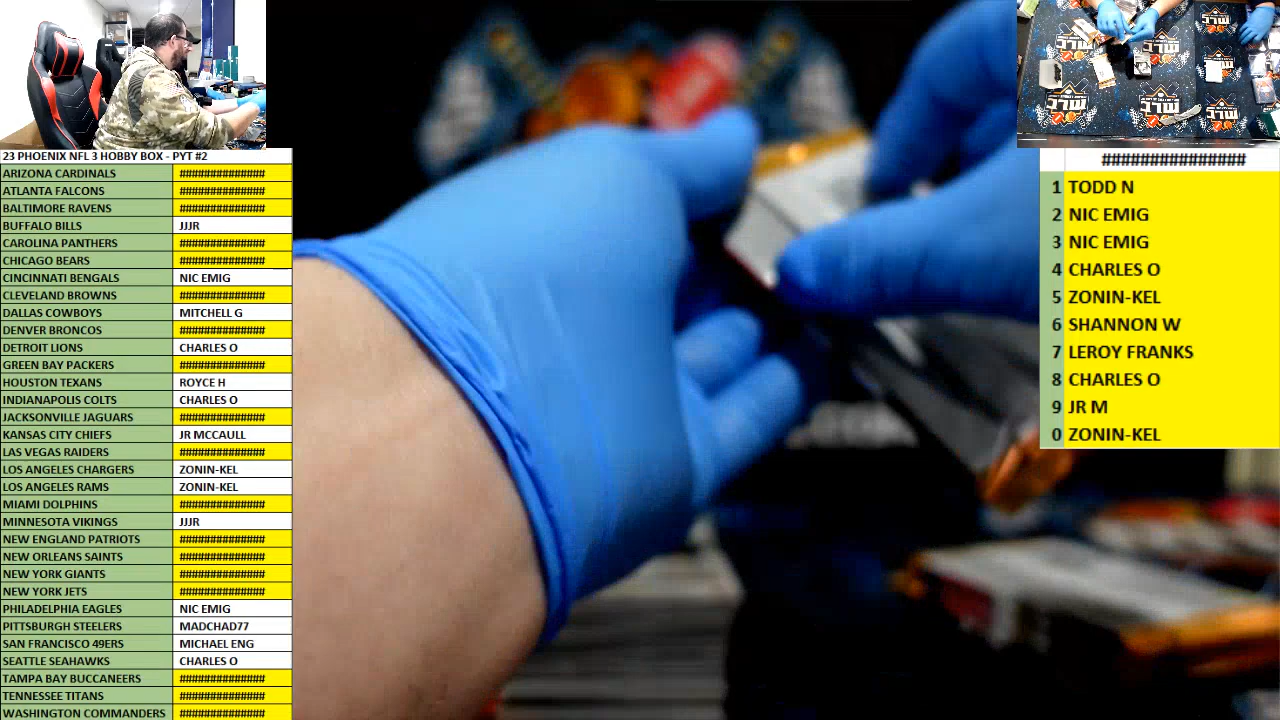 23 PHOENIX NFL 3 HOBBY BOX - PYT #2
ARIZONA CARDINALS ##############
ATLANTA FALCONS ##############
BALTIMORE RAVENS ##############
BUFFALO BILLS JJJR
CAROLINA PANTHERS ##############
CHICAGO BEARS ##############
CINCINNATI BENGALS NIC EMIG
CLEVELAND BROWNS ##############
DALLAS COWBOYS MITCHELL G
DENVER BRONCOS ##############
DETROIT LIONS CHARLES O
GREEN BAY PACKERS ##############
HOUSTON TEXANS ROYCE H
INDIANAPOLIS COLTS CHARLES O
JACKSONVILLE JAGUARS ##############
KANSAS CITY CHIEFS JR MCCAULL
LAS VEGAS RAIDERS ##############
LOS ANGELES CHARGERS ZONIN-KEL
LOS ANGELES RAMS ZONIN-KEL
MIAMI DOLPHINS ##############
MINNESOTA VIKINGS JJJR
NEW ENGLAND PATRIOTS ##############
NEW ORLEANS SAINTS ##############
NEW YORK GIANTS ##############
NEW YORK JETS ##############
PHILADELPHIA EAGLES NIC EMIG
PITTSBURGH STEELERS MADCHAD77
SAN FRANCISCO 49ERS MICHAEL ENG
SEATTLE SEAHAWKS CHARLES O
TAMPA BAY BUCCANEERS ##############
TENNESSEE TITANS ##############
WASHINGTON COMMANDERS ##############
###############
1 TODD N
2 NIC EMIG
3 NIC EMIG
4 CHARLES O
5 ZONIN-KEL
6 SHANNON W
7 LEROY FRANKS
8 CHARLES O
9 JR M
0 ZONIN-KEL